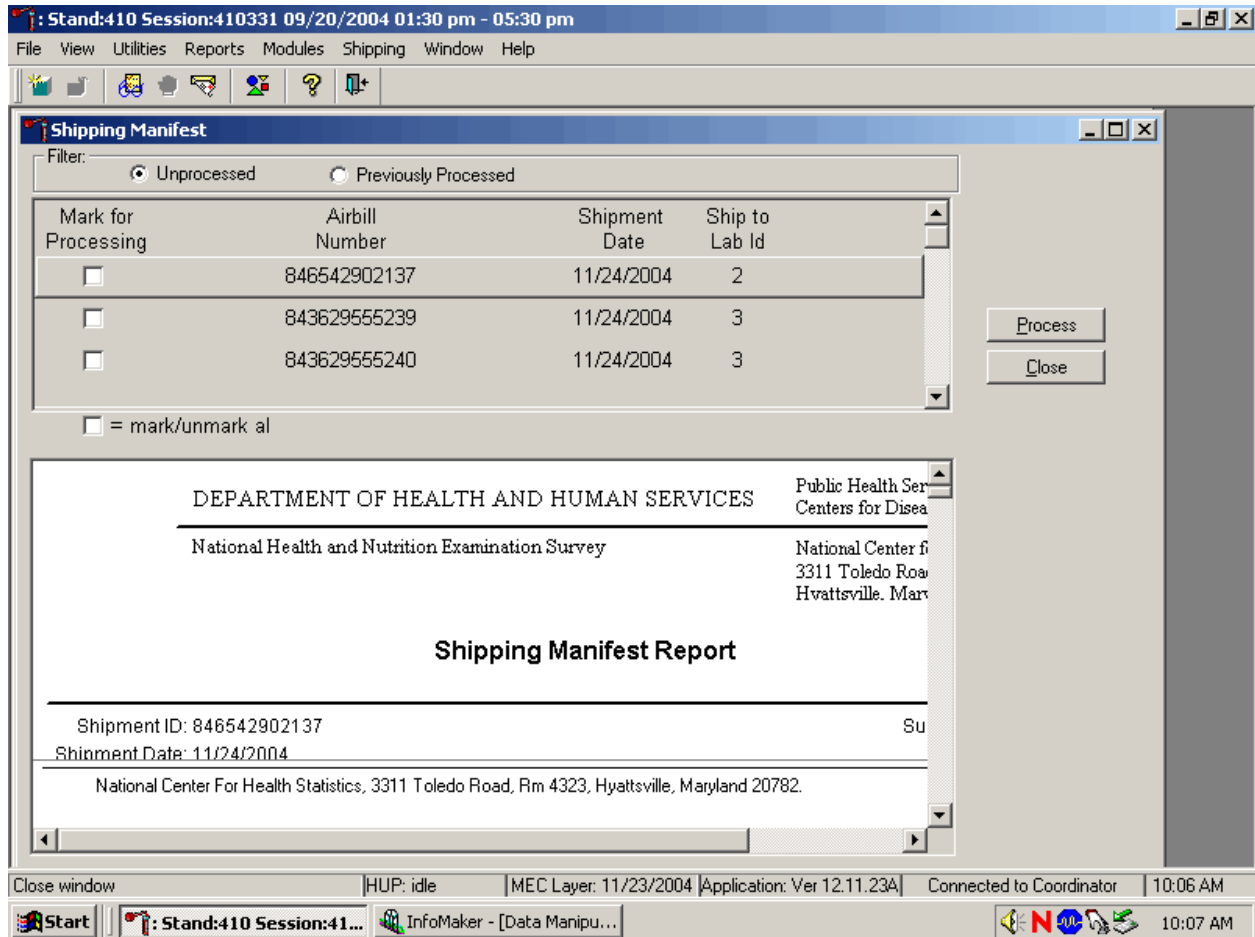 : Stand:410 Session:410331 09/20/2004 01:30 pm - 05:30 pm
File View Utilities Reports Modules Shipping Window Help
Shipping Manifest
Filter:
Unprocessed Previously Processed
Mark for Processing Airbill Number Shipment Date Ship to Lab Id
846542902137 11/24/2004 2
843629555239 11/24/2004 3
843629555240 11/24/2004 3
Process
Close
= mark/unmark al
DEPARTMENT OF HEALTH AND HUMAN SERVICES
Public Health Ser
Centers for Disea
National Health and Nutrition Examination Survey
National Center f
3311 Toledo Roa
Hyattsville, Mary
Shipping Manifest Report
Shipment ID: 846542902137 Su
Shipment Date: 11/24/2004
National Center For Health Statistics, 3311 Toledo Road, Rm 4323, Hyattsville, Maryland 20782.
Close window HUP: idle MEC Layer: 11/23/2004 Application: Ver 12.11.23A Connected to Coordinator 10:06 AM
Start : Stand:410 Session:41... InfoMaker - [Data Manipu... N 10:07 AM